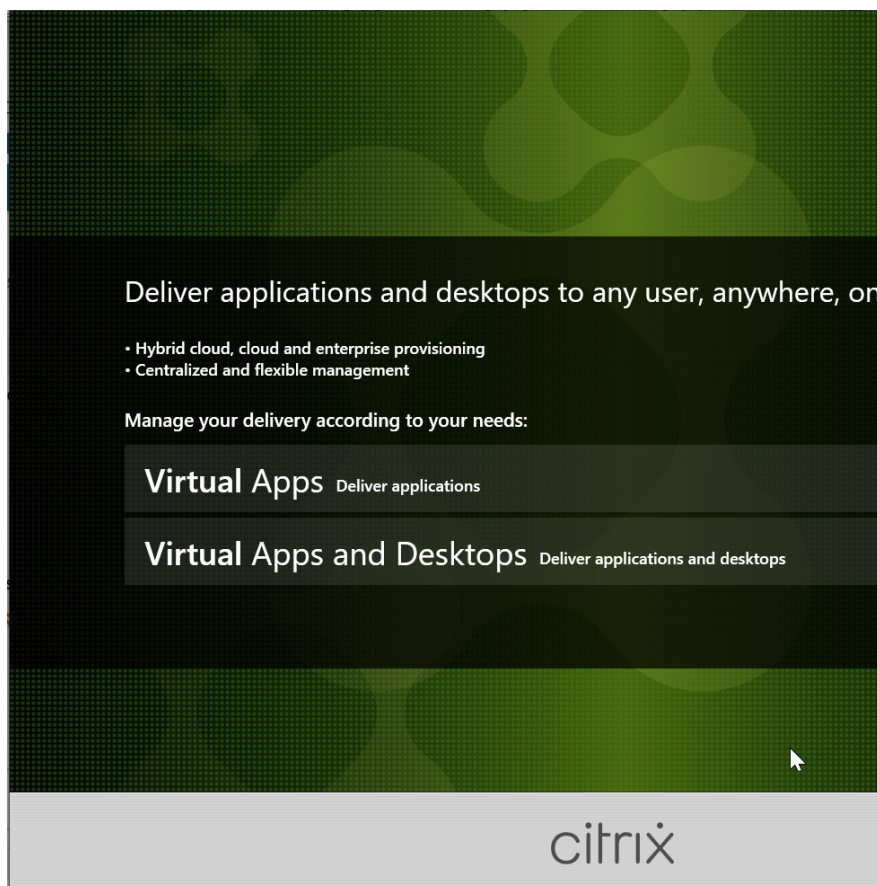 Deliver applications and desktops to any user, anywhere, on
• Hybrid cloud, cloud and enterprise provisioning
• Centralized and flexible management
Manage your delivery according to your needs:
Virtual Apps Deliver applications
Virtual Apps and Desktops Deliver applications and desktops
citrix